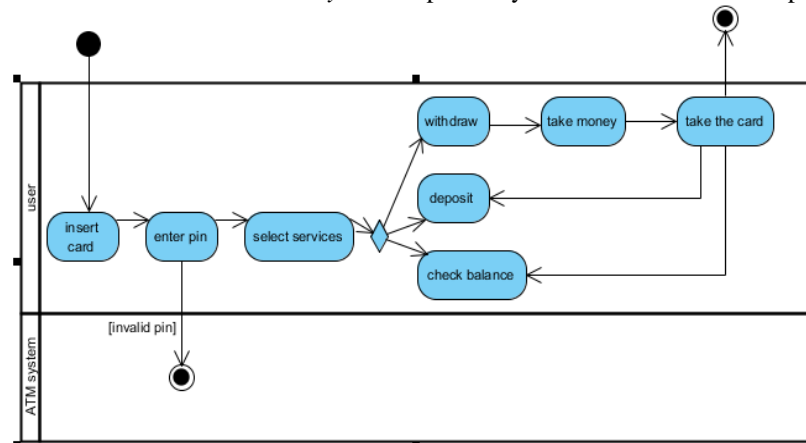 withdraw
take money
take the card
user
deposit
insert
card
enter pin
select services
check balance
[invalid pin]
ATM system